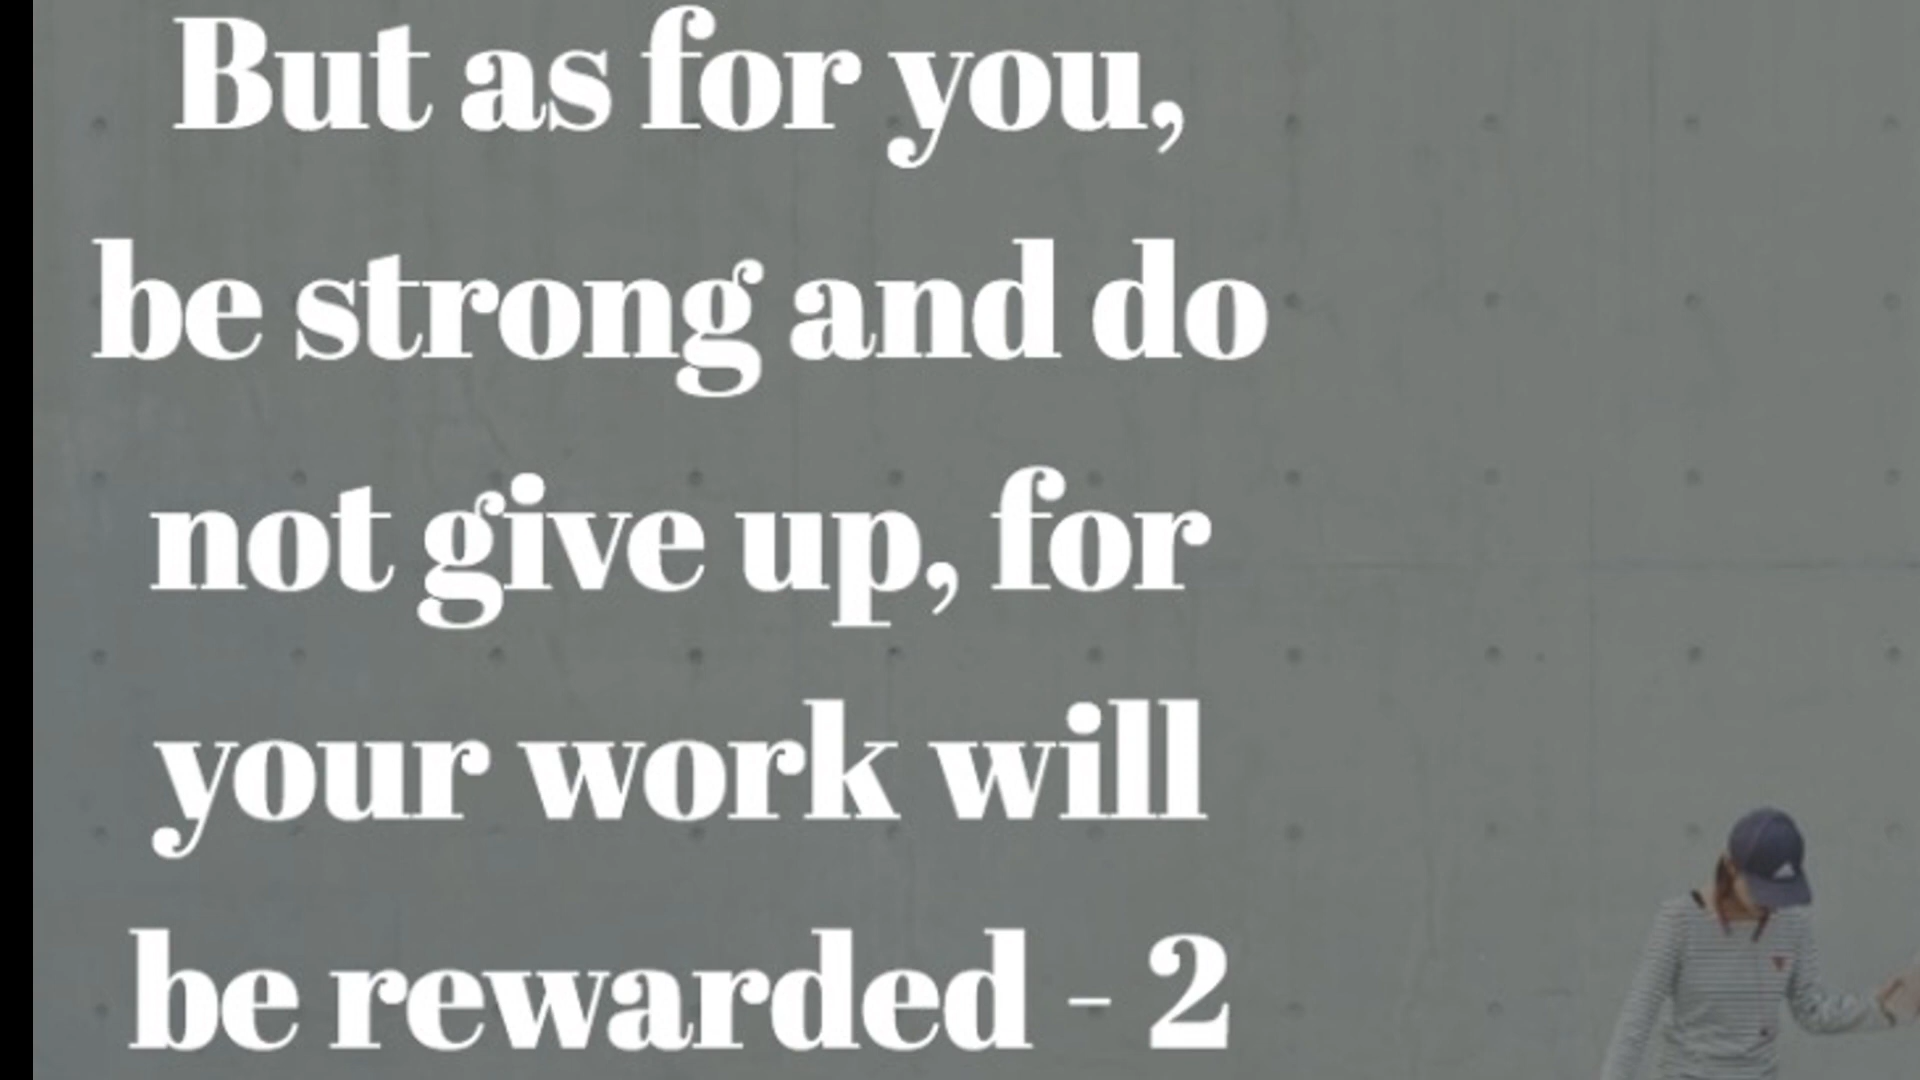 But as for you,
be strong and do
not give up, for
your work will
be rewarded - 2